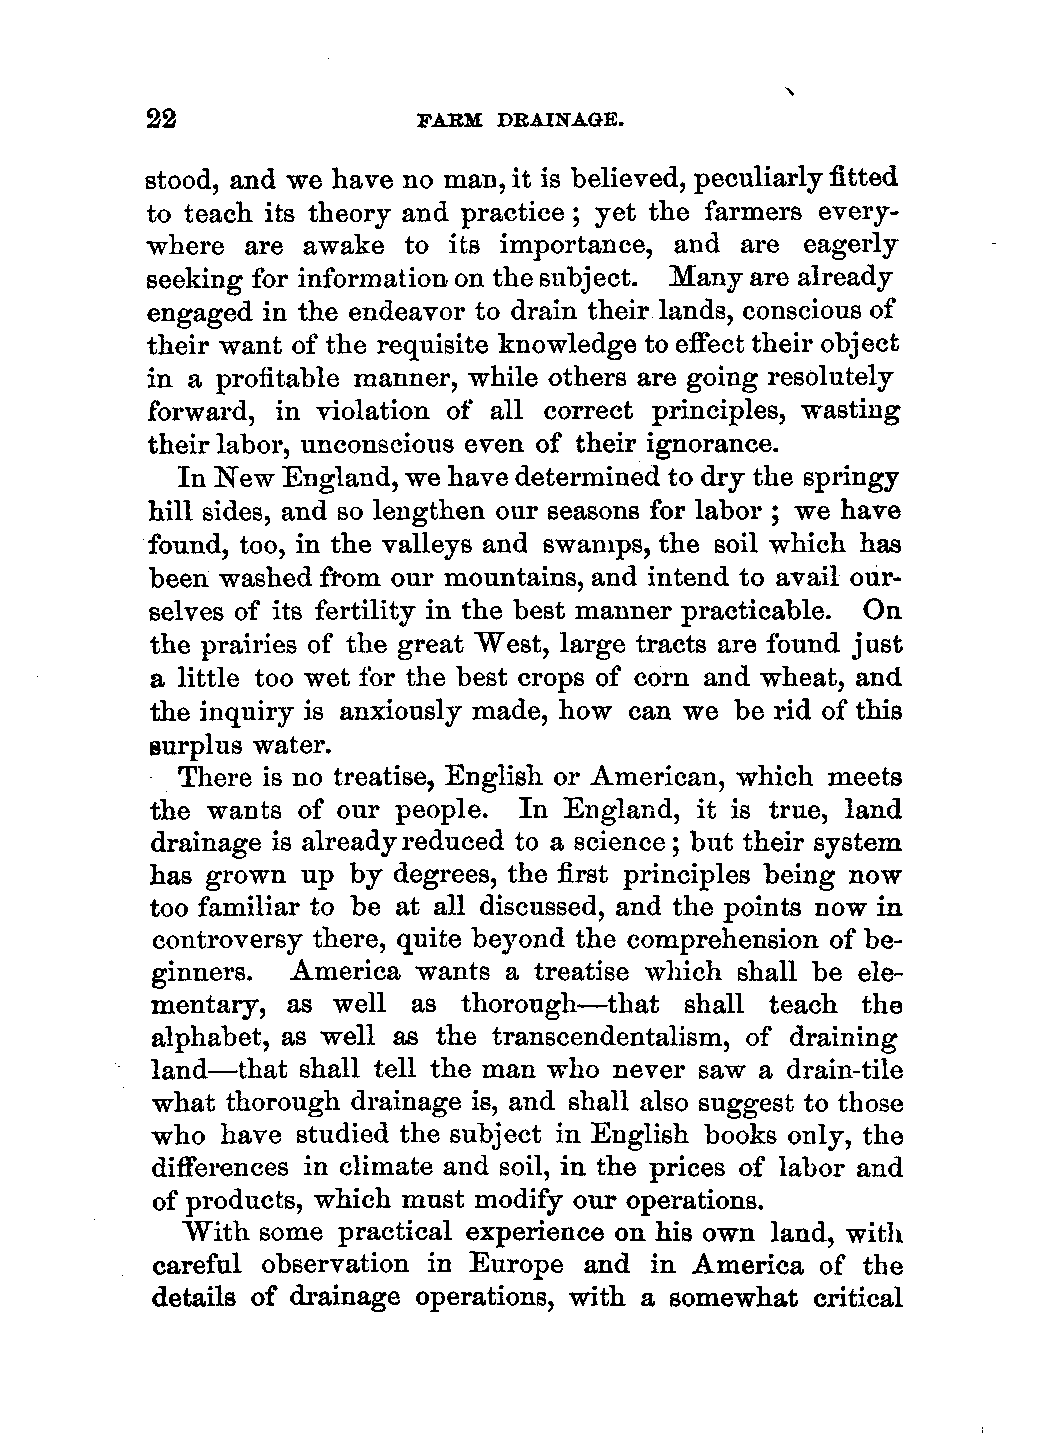 22 FARM DRAINAGE.
stood, and we have no man, it is believed, peculiarly fitted
to teach its theory and practice ; yet the farmers every-
where are awake to its importance, and are eagerly
seeking for information on the subject. Many are already
engaged in the endeavor to drain their lands, conscious of
their want of the requisite knowledge to effect their object
in a profitable manner, while others are going resolutely
forward, in violation of all correct principles, wasting
their labor, unconscious even of their ignorance.
In New England, we have determined to dry the springy
hill sides, and so lengthen our seasons for labor ; we have
found, too, in the valleys and swamps, the soil which has
been washed from our mountains, and intend to avail our-
selves of its fertility in the best manner practicable. On
the prairies of the great West, large tracts are found just
a little too wet for the best crops of corn and wheat, and
the inquiry is anxiously made, how can we be rid of this
surplus water.
There is no treatise, English or American, which meets
the wants of our people. In England, it is true, land
drainage is already reduced to a science ; but their system
has grown up by degrees, the first principles being now
too familiar to be at all discussed, and the points now in
controversy there, quite beyond the comprehension of be-
ginners. America wants a treatise which shall be ele-
mentary, as well as thorough—that shall teach the
alphabet, as well as the transcendentalism, of draining
land—that shall tell the man who never saw a drain-tile
what thorough drainage is, and shall also suggest to those
who have studied the subject in English books only, the
differences in climate and soil, in the prices of labor and
of products, which must modify our operations.
With some practical experience on his own land, with
careful observation in Europe and in America of the
details of drainage operations, with a somewhat critical